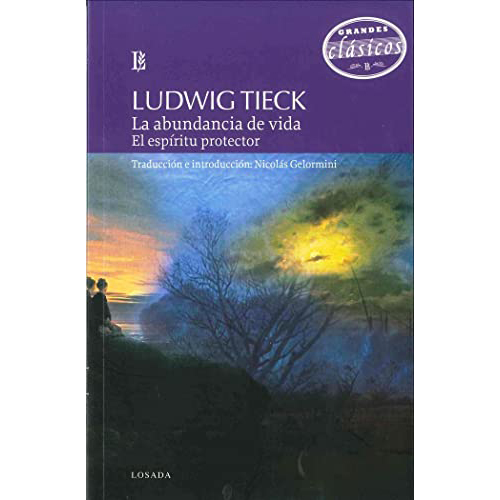 GRANDES
clásicos
LUDWIG TIECK
La abundancia de vida
El espíritu protector
Traducción e introducción: Nicolás Gelormini
LOSADA